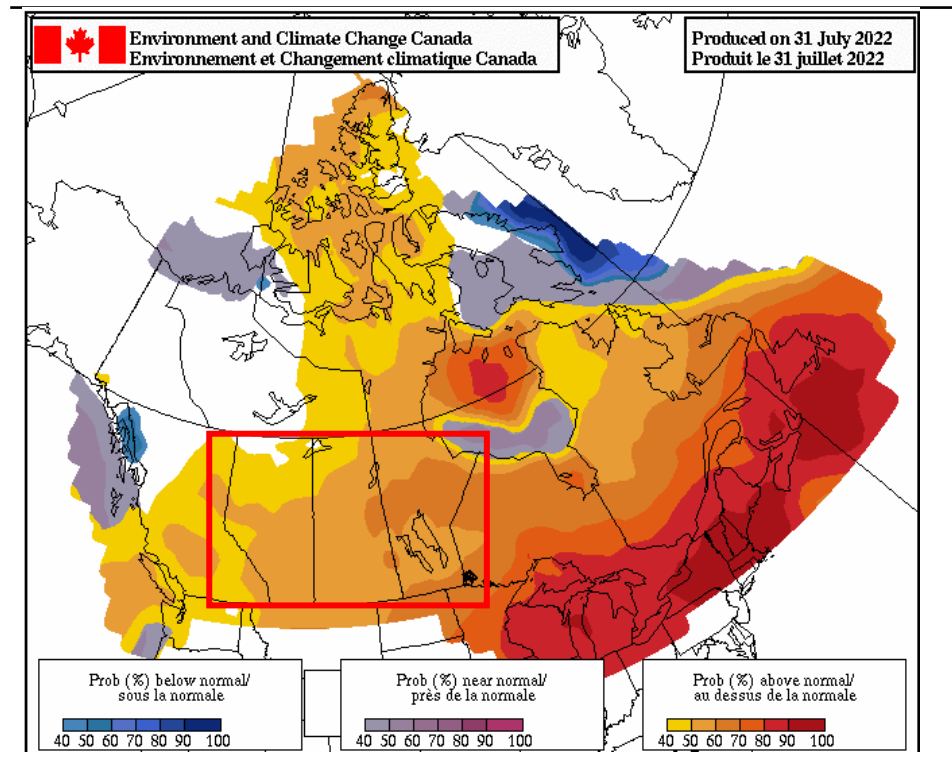 Environment and Climate Change Canada
Environnement et Changement climatique Canada
Produced on 31 July 2022
Produit le 31 juillet 2022
Prob (%) below normal/
sous la normale
40 50 60 70 80 90 100
Prob (%) near normal/
près de la normale
40 50 60 70 80 90 100
Prob (%) above normal/
au dessus de la normale
40 50 60 70 80 90 100